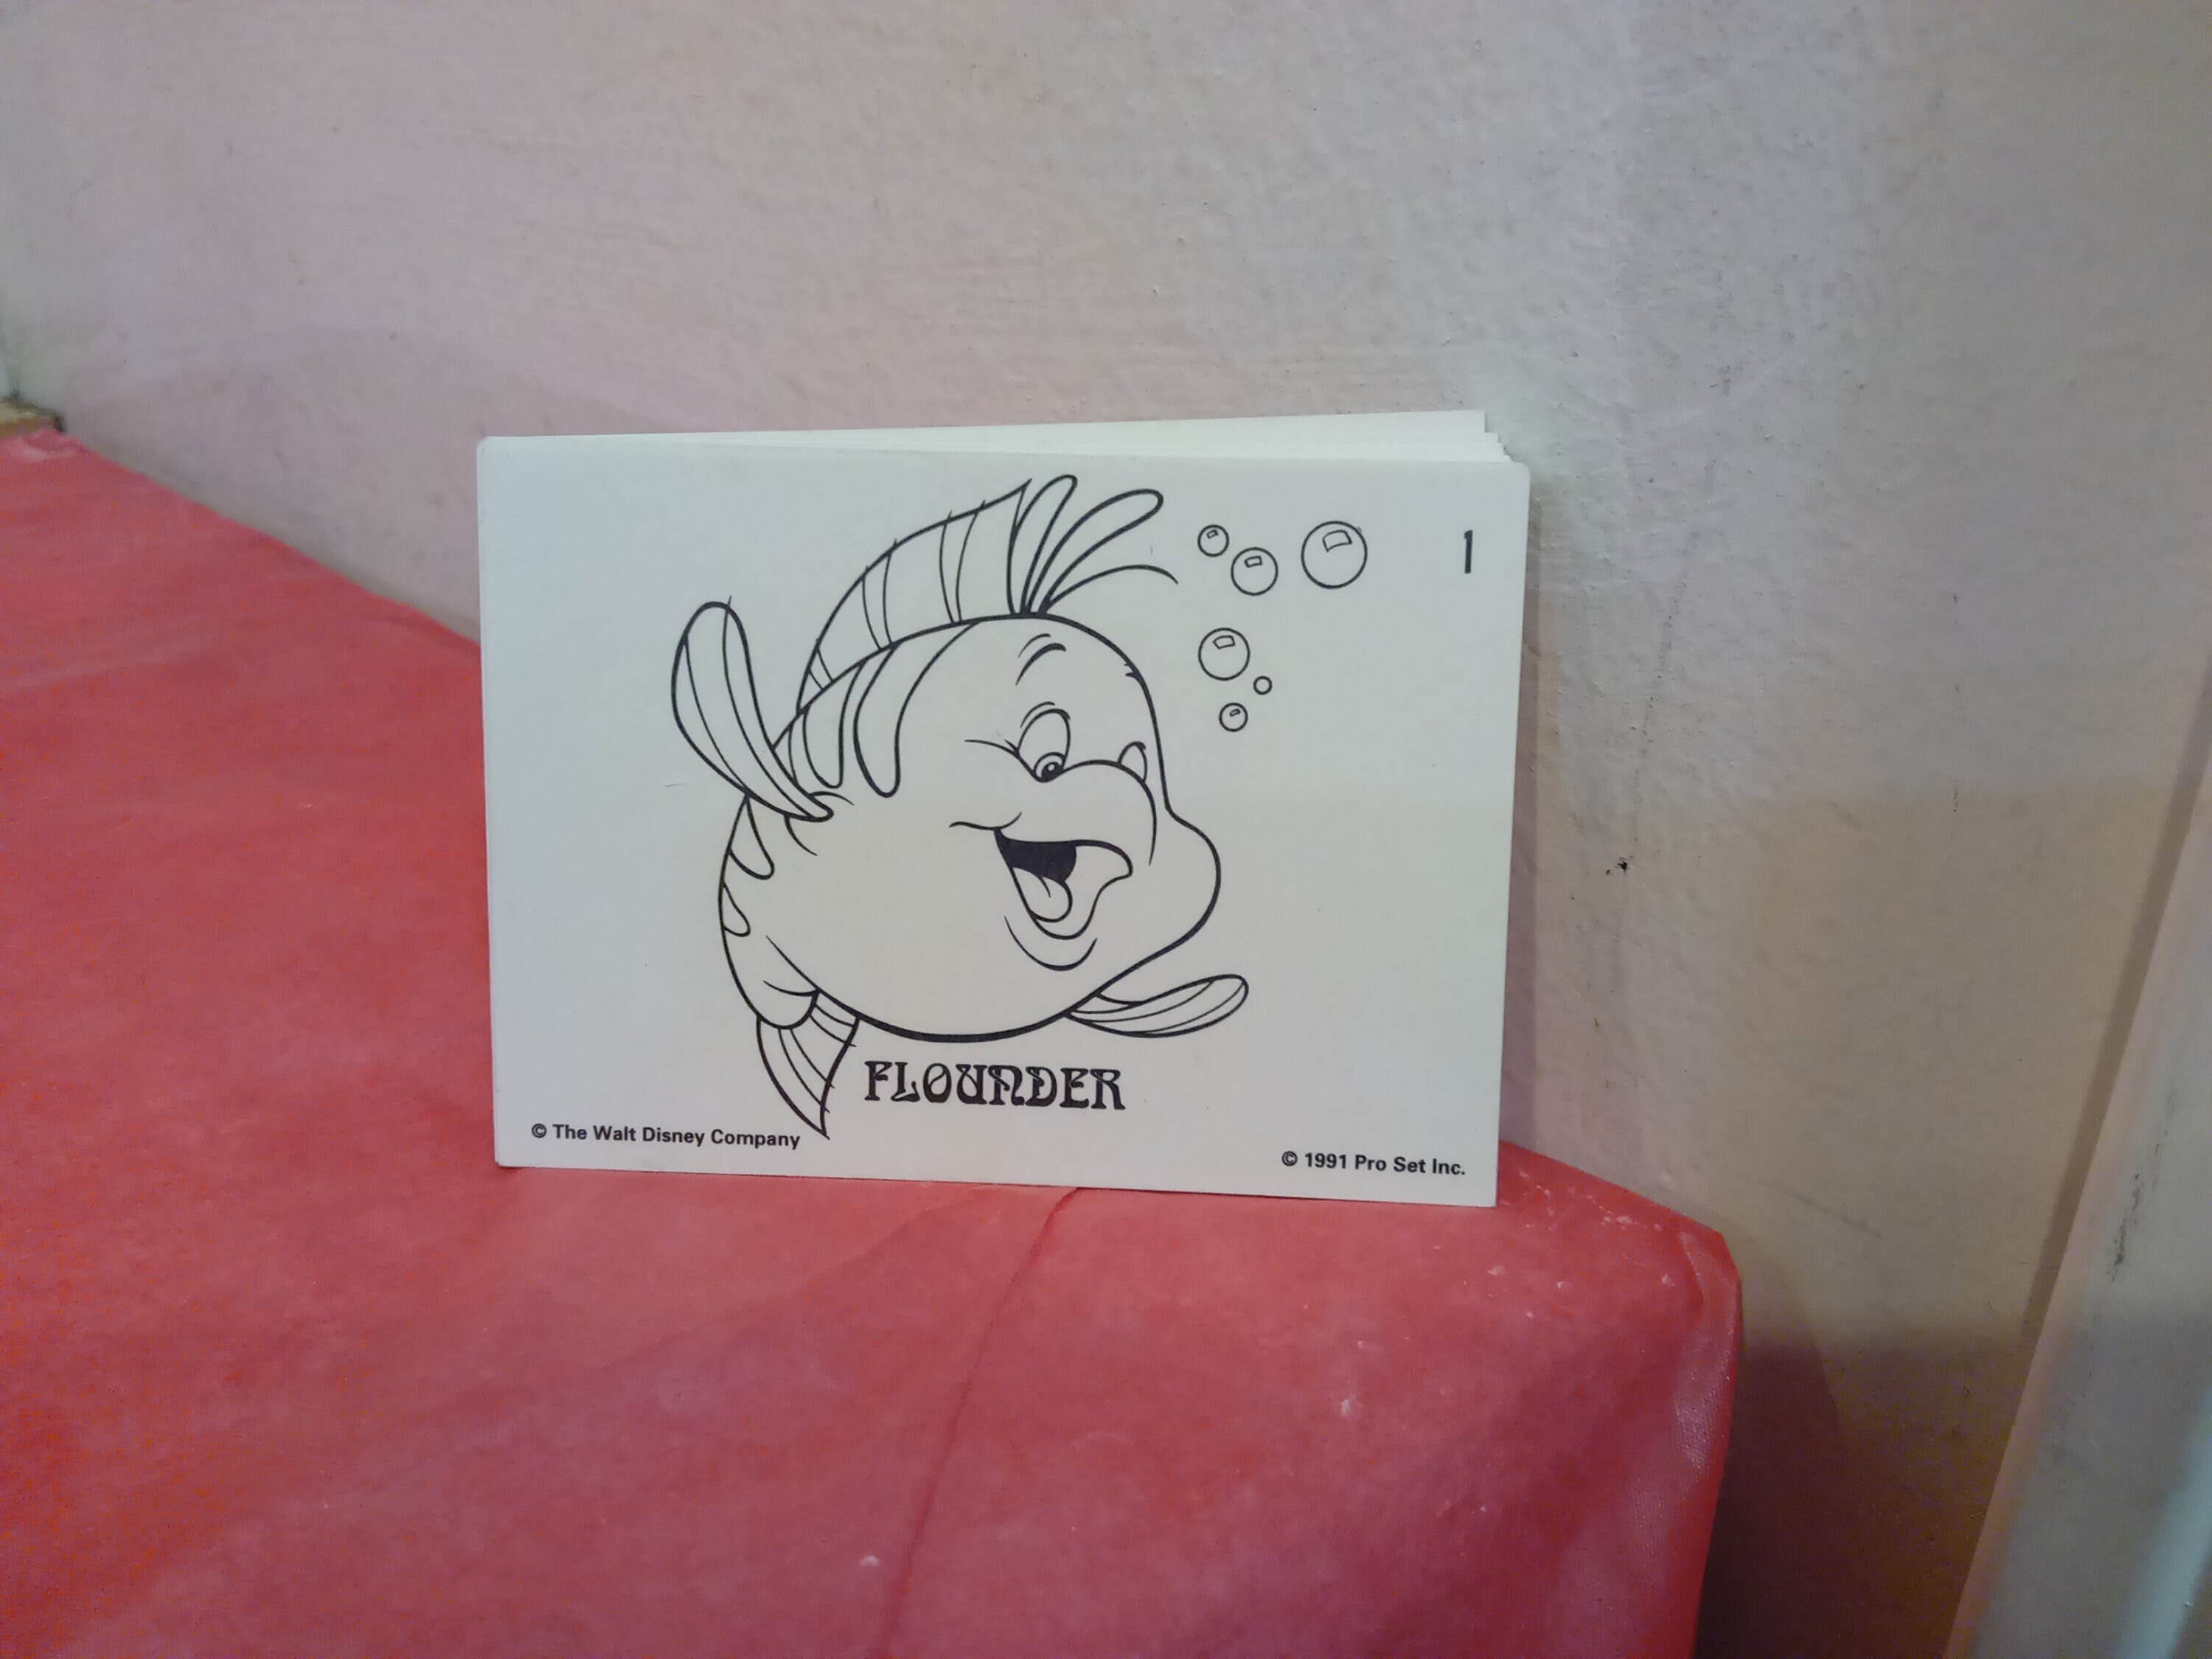 1
FLOUNDER
© The Walt Disney Company
© 1991 Pro Set Inc.